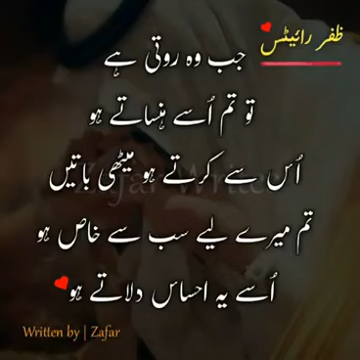 ظفر رائیٹس
جب وہ روتی ہے
تو تم اُسے ہنساتے ہو
اُس سے کرتے ہو میٹھی باتیں
تم میرے لیے سب سے خاص ہو
اُسے یہ احساس دلاتے ہو
Written by | Zafar